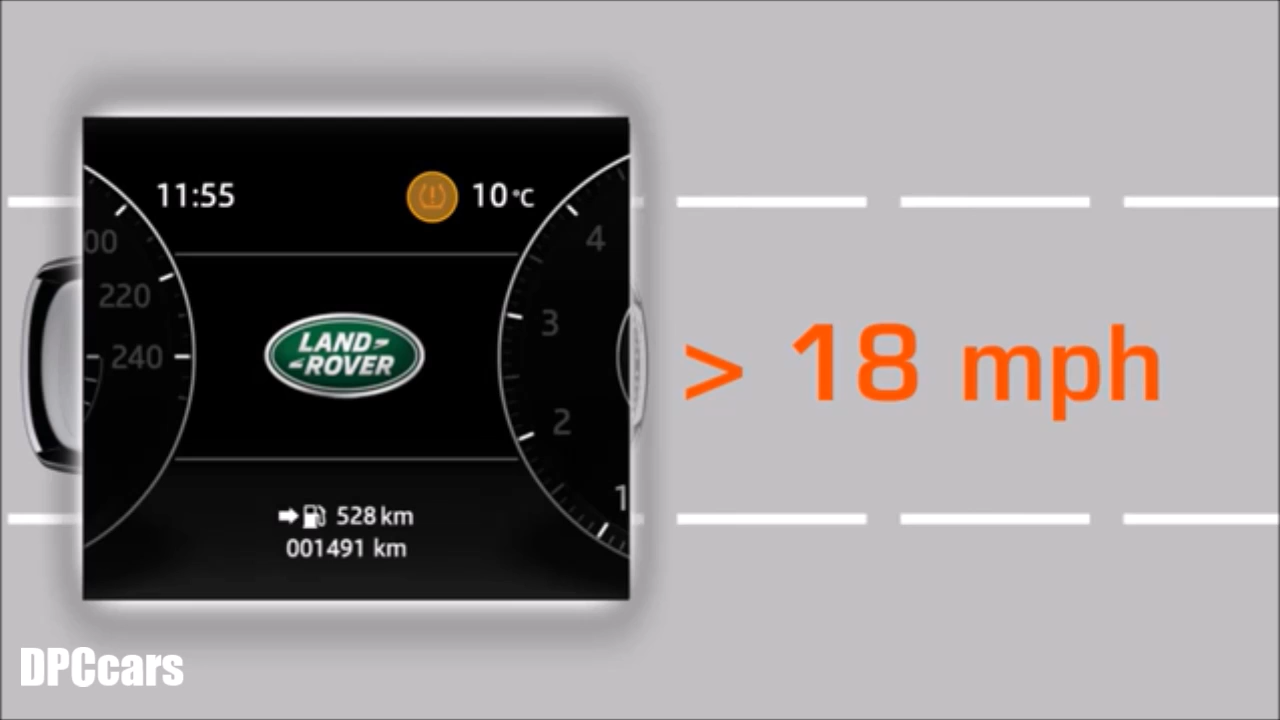 11:55
10°C
00
220
240
4
3
2
1
LAND-
-ROVER
> 18 mph
528 km
001491 km
DPCcars